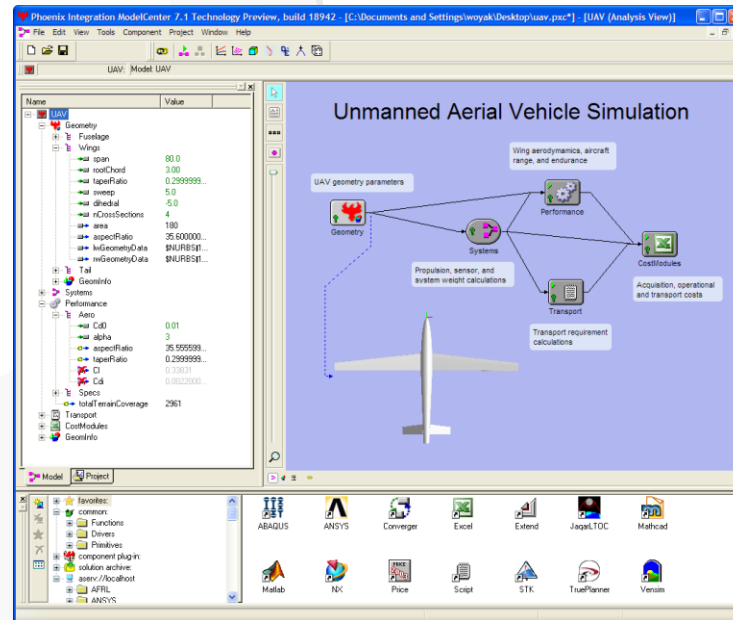 Phoenix Integration ModelCenter 7.1 Technology Preview, build 18942 - [C:\Documents and Settings\woyak\Desktop\uav.pxc*] - [UAV (Analysis View)]
File Edit View Tools Component Project Window Help
UAV: Model: UAV
Name Value
UAV
Geometry
Fuselage
Wings
span 80.0
rootChord 3.00
taperRatio 0.2999999...
sweep 5.0
dihedral -5.0
nCrossSections 4
area 180
aspectRatio 35.600000...
lwGeometryData $NURBS|1...
rwGeometryData $NURBS|1...
Tail
GeomInfo
Systems
Performance
Aero
Cd0 0.01
alpha 3
aspectRatio 35.555599...
taperRatio 0.2999999...
Cl 0.33831
Cdi 0.0022000...
Specs
totalTerrainCoverage 2961
Transport
CostModules
GeomInfo
Model Project
Unmanned Aerial Vehicle Simulation
Wing aerodynamics, aircraft
range, and endurance
UAV geometry parameters
Performance
Geometry
Systems
CostModules
Propulsion, sensor, and
system weight calculations
Acquisition, operational
and transport costs
Transport
Transport requirement
calculations
favorites:
common:
Functions
Drivers
Primitives
component plug-in:
solution archive:
aserv://localhost
AFRL
ANSYS
ABAQUS ANSYS Converger Excel Extend JaqarLTOC Mathcad
Matlab NX Price Script STK TruePlanner Vensim